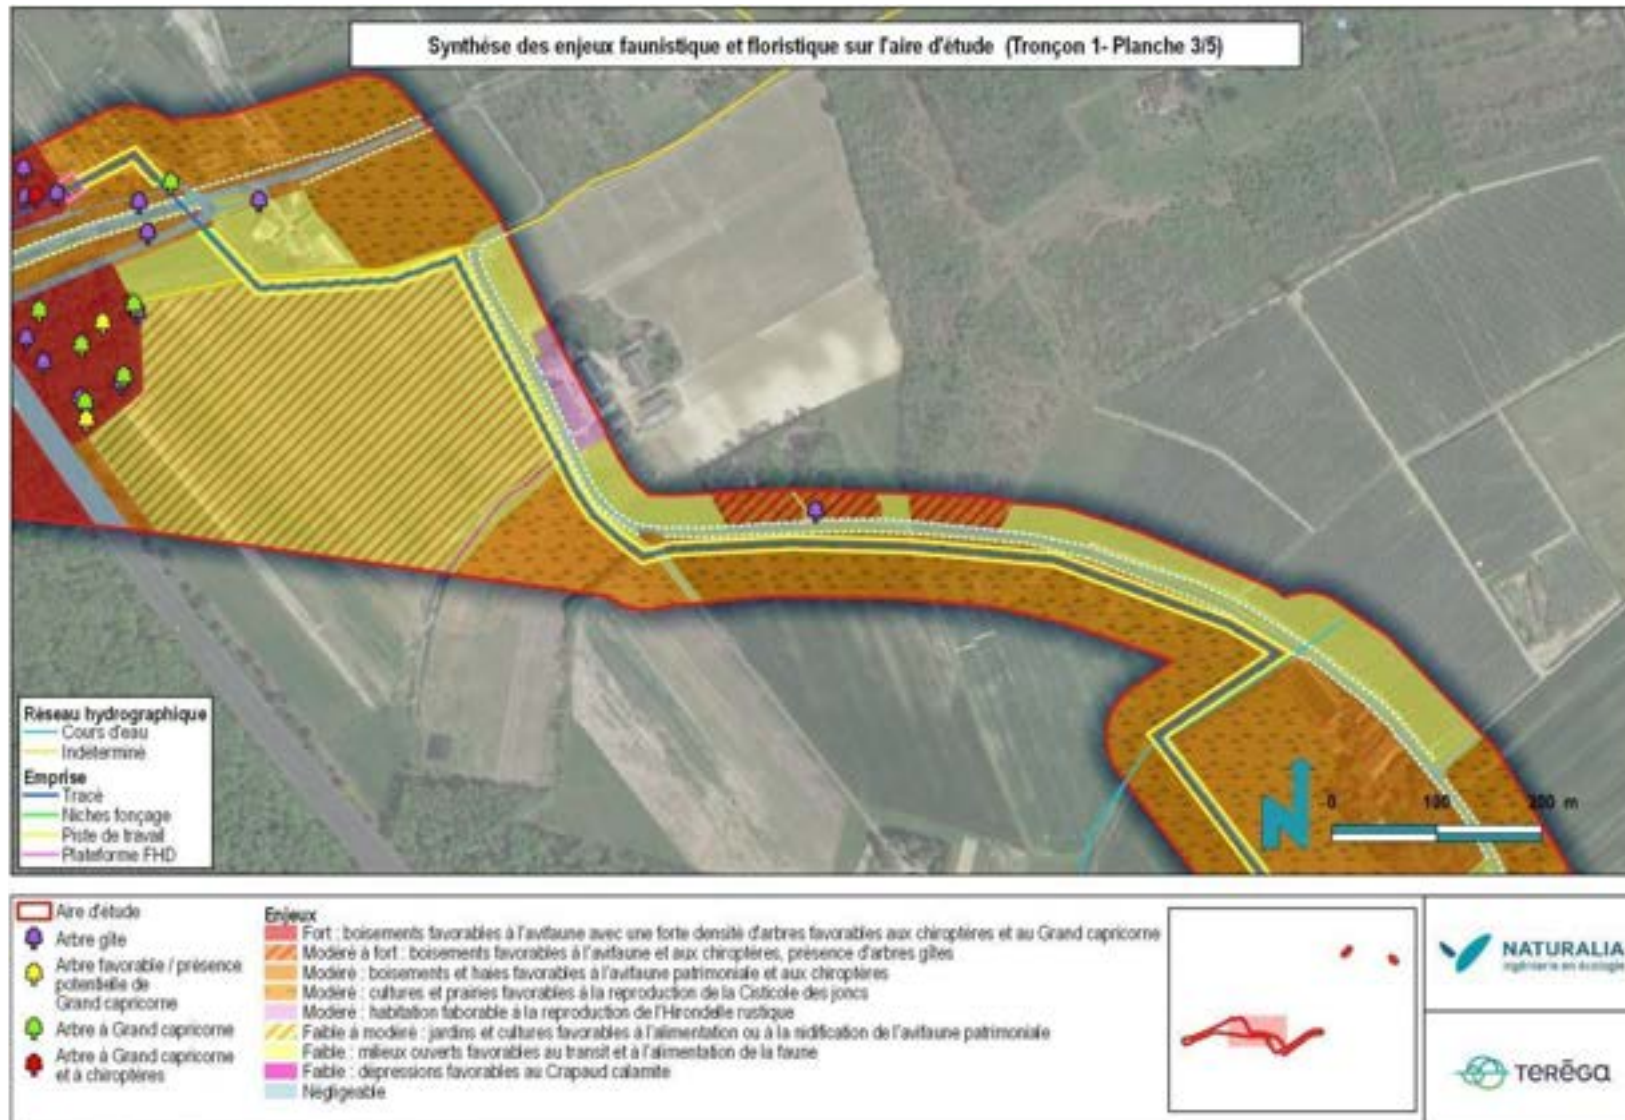 Synthèse des enjeux faunistique et floristique sur l'aire d'étude (Tronçon 1- Planche 3/5)
Réseau hydrographique
Cours d'eau
Indéterminé
Emprise
Tracé
Niches fonçage
Piste de travail
Plateforme FHD
N
0 100 200 m
Aire d'étude
Arbre gîte
Arbre favorable / présence
potentielle de
Grand capricorne
Arbre à Grand capricorne
Arbre à Grand capricorne
et à chiroptères
Enjeux
Fort : boisements favorables à l'avifaune avec une forte densité d'arbres favorables aux chiroptères et au Grand capricorne
Modéré à fort : boisements favorables à l'avifaune et aux chiroptères, présence d'arbres gîtes
Modéré : boisements et haies favorables à l'avifaune patrimoniale et aux chiroptères
Modéré : cultures et prairies favorables à la reproduction de la Cisticole des joncs
Modéré : habitation faborable à la reproduction de l'Hirondelle rustique
Faible à modéré : jardins et cultures favorables à l'alimentation ou à la nidification de l'avifaune patrimoniale
Faible : milieux ouverts favorables au transit et à l'alimentation de la faune
Faible : dépressions favorables au Crapaud calamite
Négligeable
NATURALIA
ingénierie en écologie
TERĒGA